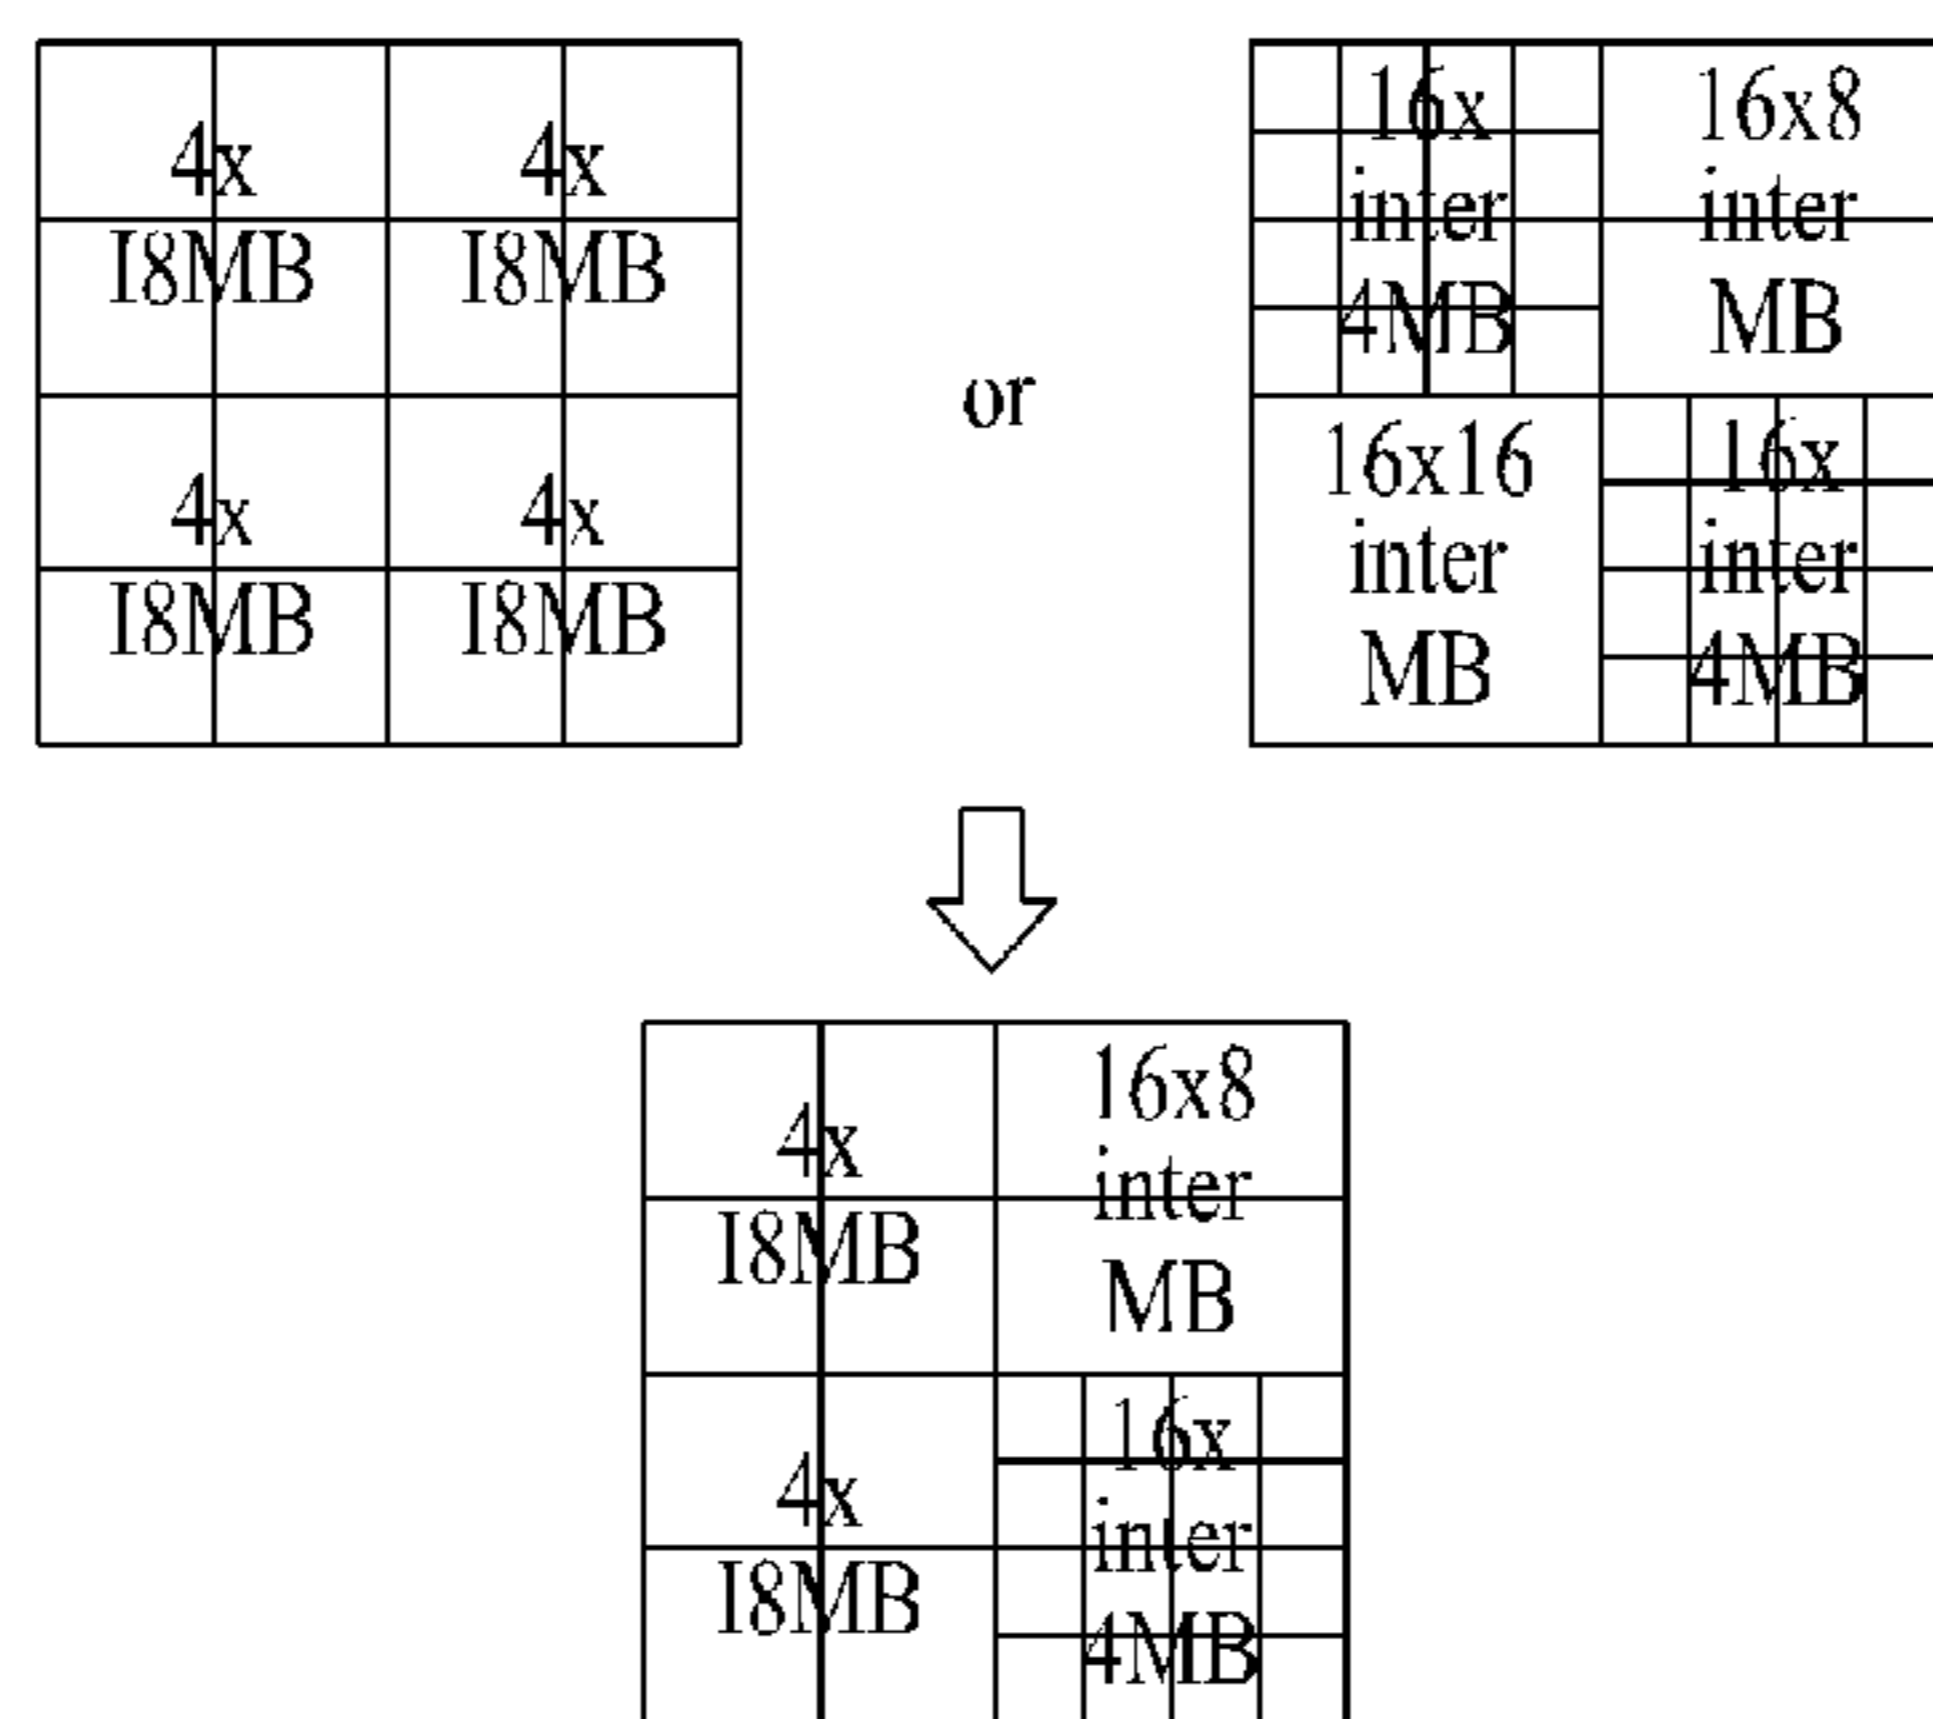 4x
I8MB
4x
I8MB
4x
I8MB
4x
I8MB
or
16x
inter
4MB
16x8
inter
MB
16x16
inter
MB
16x
inter
4MB
4x
I8MB
16x8
inter
MB
4x
I8MB
16x
inter
4MB